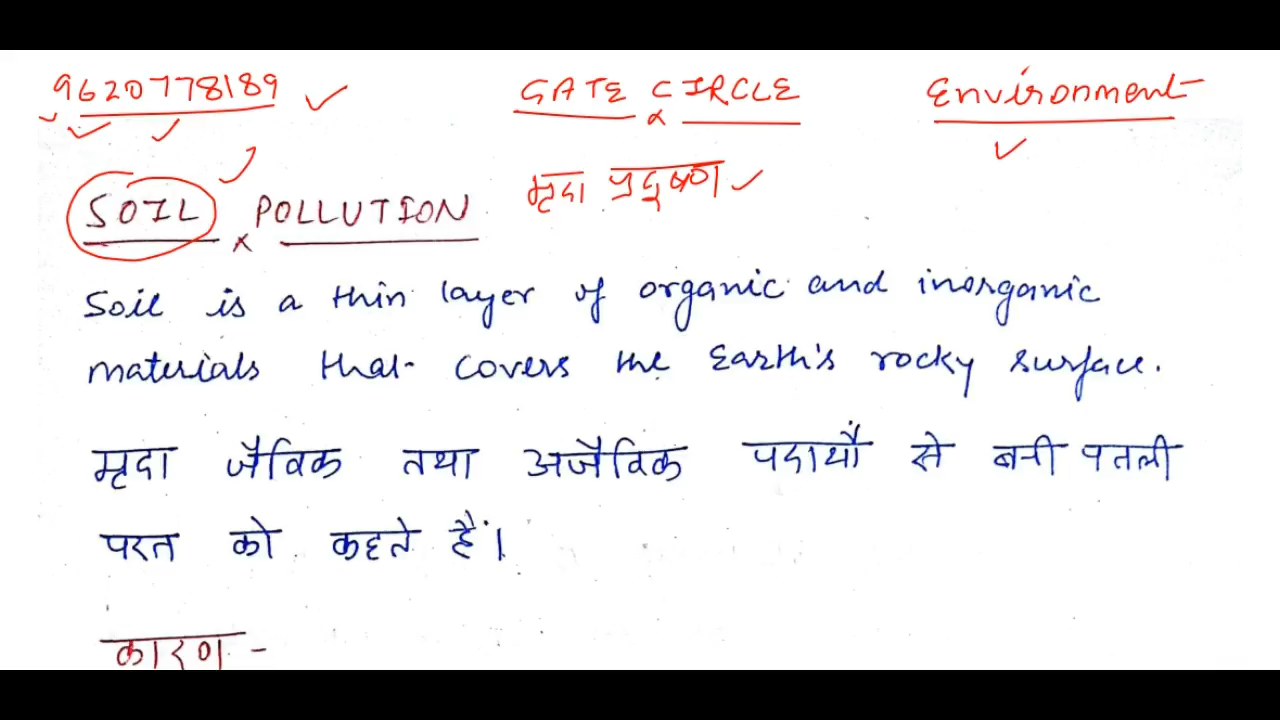 9620778189 GATE CIRCLE Environment
SOIL POLLUTION मृदा प्रदूषण
Soil is a thin layer of organic and inorganic
materials that covers the Earth's rocky surface.
मृदा जैविक तथा अजैविक पदार्थों से बनी पतली
परत को कहते हैं।
कारण -